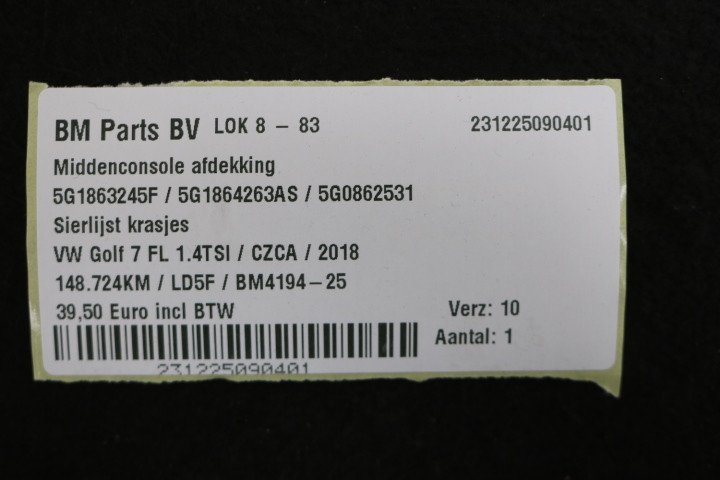 BM Parts BV LOK 8 – 83 231225090401
Middenconsole afdekking
5G1863245F / 5G1864263AS / 5G0862531
Sierlijst krasjes
VW Golf 7 FL 1.4TSI / CZCA / 2018
148.724KM / LD5F / BM4194–25
39,50 Euro incl BTW Verz: 10
Aantal: 1
231225090401